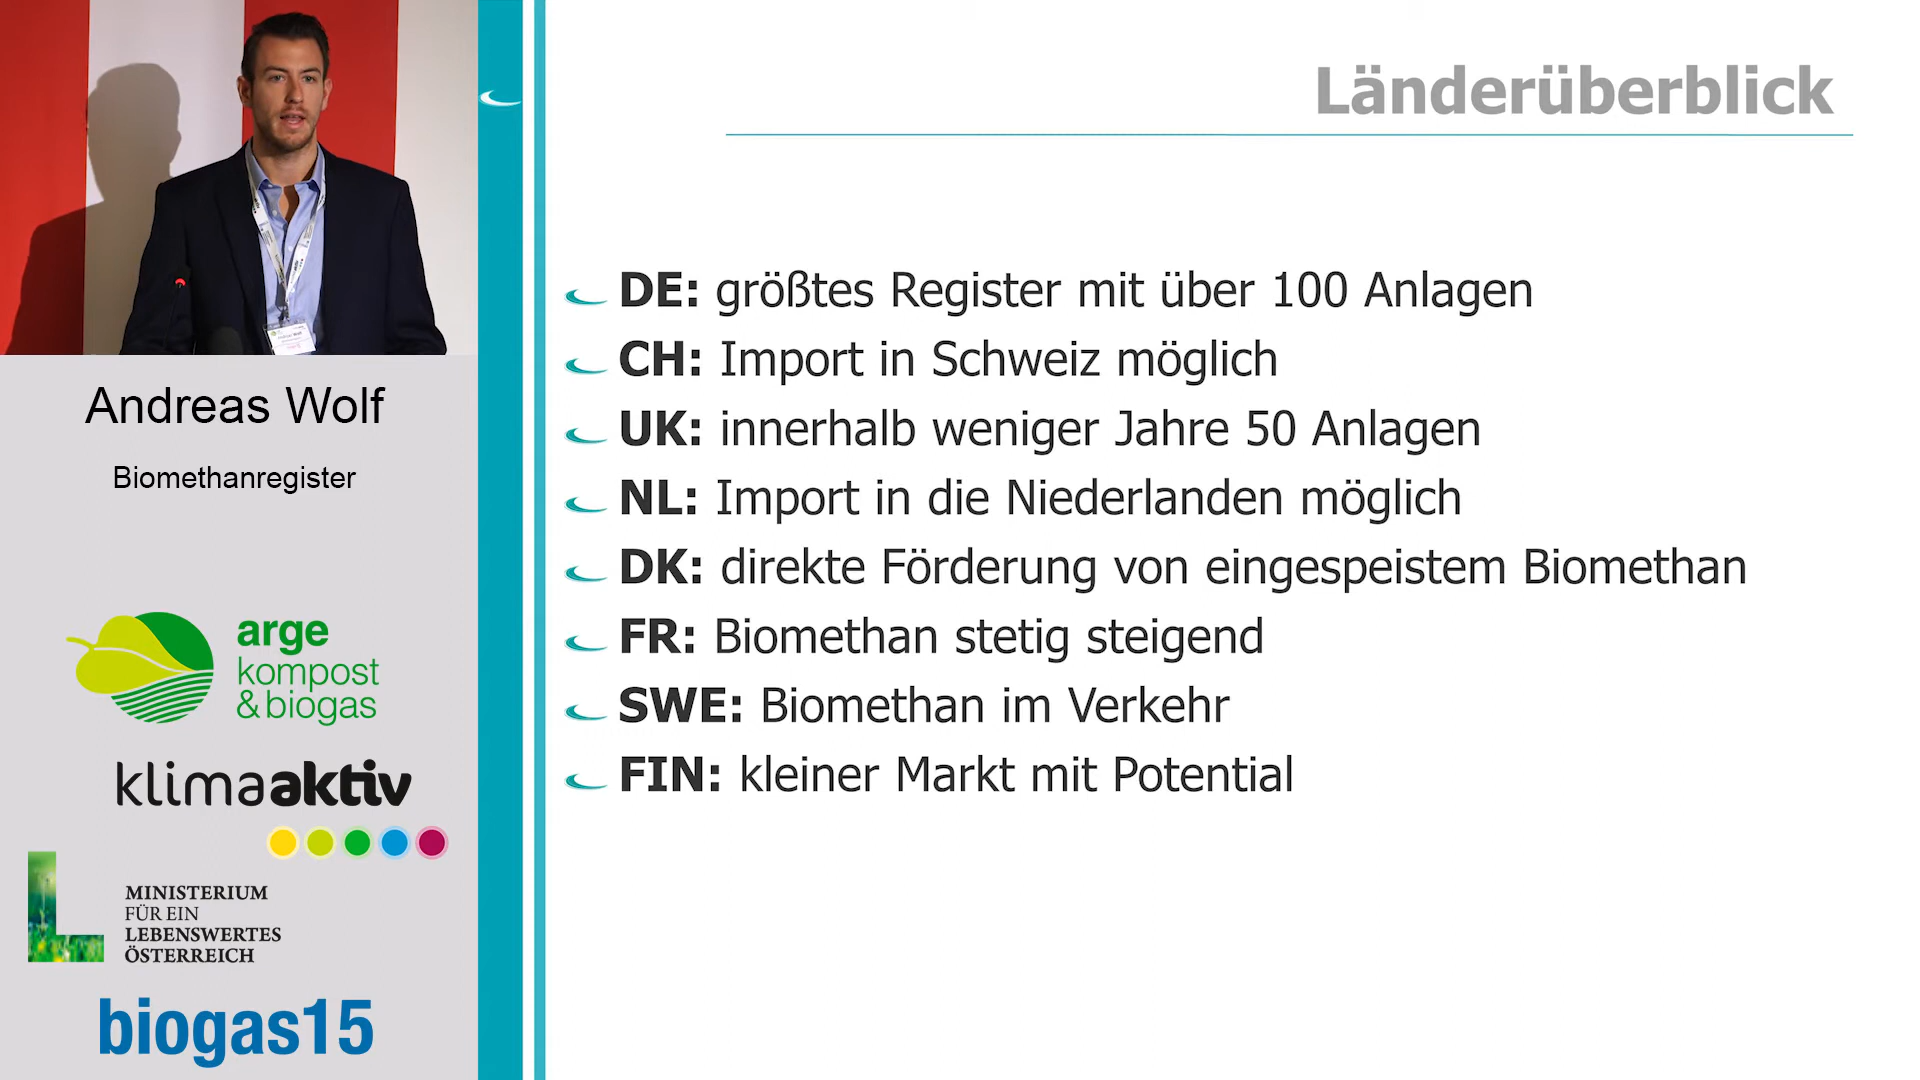 Länderüberblick
DE: größtes Register mit über 100 Anlagen
CH: Import in Schweiz möglich
UK: innerhalb weniger Jahre 50 Anlagen
NL: Import in die Niederlanden möglich
DK: direkte Förderung von eingespeistem Biomethan
FR: Biomethan stetig steigend
SWE: Biomethan im Verkehr
FIN: kleiner Markt mit Potential
Andreas Wolf
Biomethanregister
arge
kompost
& biogas
klimaaktiv
MINISTERIUM
FÜR EIN
LEBENSWERTES
ÖSTERREICH
biogas15